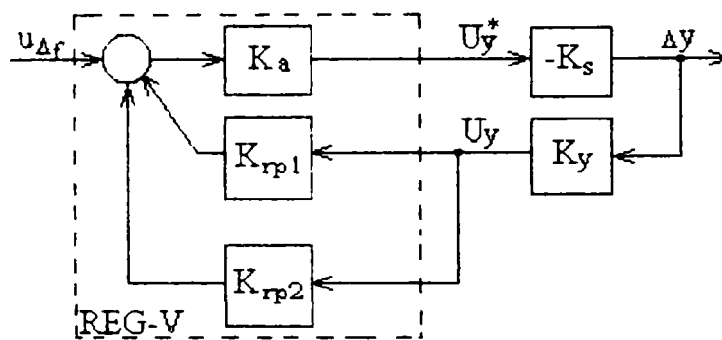 u_Δf
K_a
U_y*
-K_s
Δy
K_rp1
U_y
K_y
K_rp2
REG-V